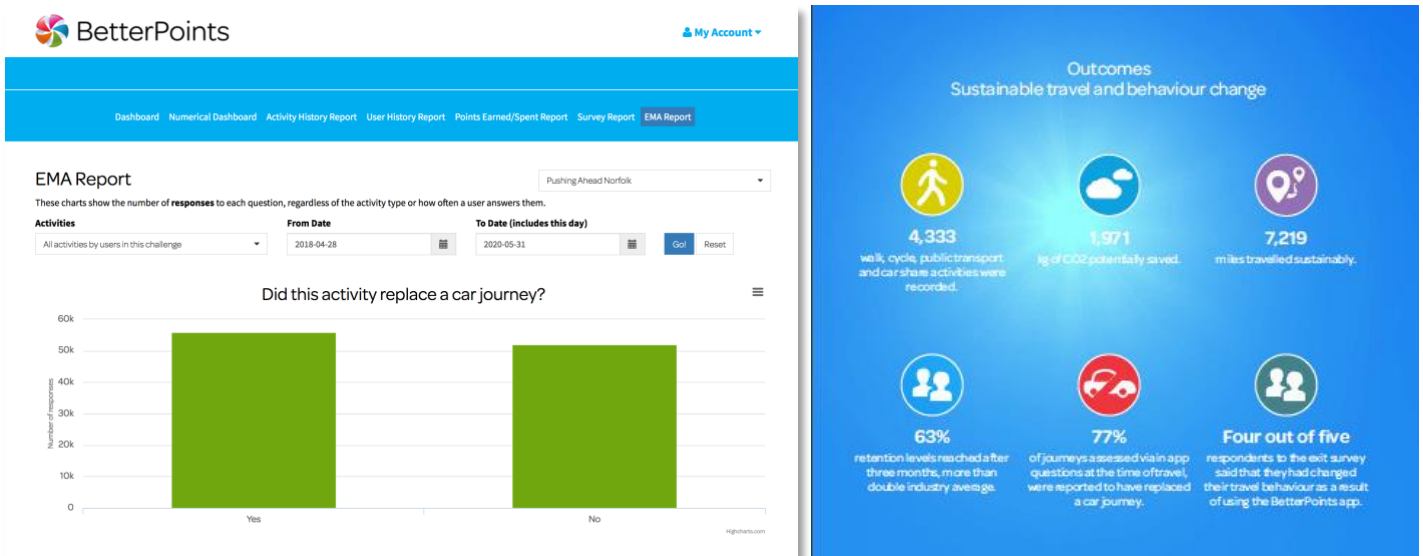 BetterPoints
My Account
Dashboard Numerical Dashboard Activity History Report User History Report Points Earned/Spent Report Survey Report EMA Report
EMA Report
Pushing Ahead Norfolk
These charts show the number of responses to each question, regardless of the activity type or how often a user answers them.
Activities From Date To Date (includes this day)
All activities by users in this challenge 2018-04-28 2020-05-31 Go! Reset
Did this activity replace a car journey?
60k
50k
40k
30k
20k
10k
0
Number of responses
Yes No
Highcharts.com
Outcomes
Sustainable travel and behaviour change
4,333
walk, cycle, public transport
and car share activities were
recorded.
1,971
kg of CO2 potentially saved.
7,219
miles travelled sustainably.
63%
retention levels reached after
three months, more than
double industry average.
77%
of journeys assessed via in app
questions at the time of travel,
were reported to have replaced
a car journey.
Four out of five
respondents to the exit survey
said that they had changed
their travel behaviour as a result
of using the BetterPoints app.